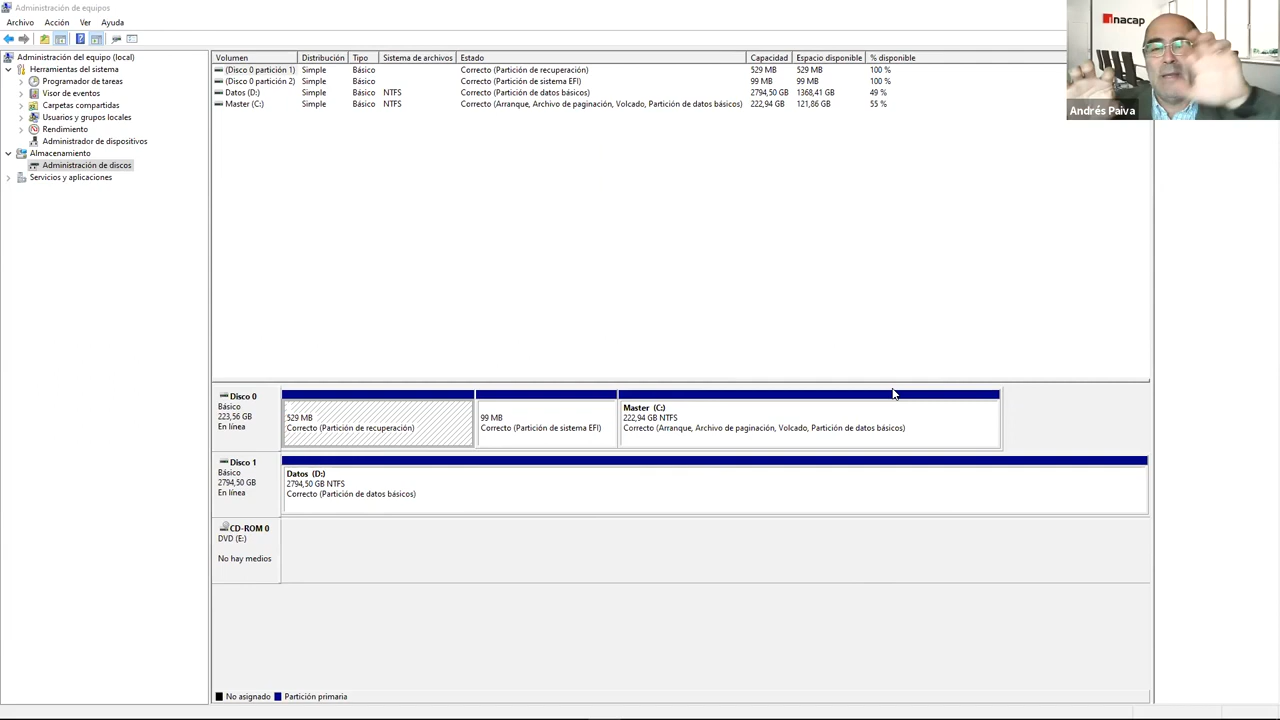 Administración de equipos
Archivo Acción Ver Ayuda
inacap
Andrés Paiva
Administración del equipo (local)
Herramientas del sistema
Programador de tareas
Visor de eventos
Carpetas compartidas
Usuarios y grupos locales
Rendimiento
Administrador de dispositivos
Almacenamiento
Administración de discos
Servicios y aplicaciones
Volumen Distribución Tipo Sistema de archivos Estado Capacidad Espacio disponible % disponible
(Disco 0 partición 1) Simple Básico Correcto (Partición de recuperación) 529 MB 529 MB 100 %
(Disco 0 partición 2) Simple Básico Correcto (Partición de sistema EFI) 99 MB 99 MB 100 %
Datos (D:) Simple Básico NTFS Correcto (Partición de datos básicos) 2794,50 GB 1368,41 GB 49 %
Master (C:) Simple Básico NTFS Correcto (Arranque, Archivo de paginación, Volcado, Partición de datos básicos) 222,94 GB 121,86 GB 55 %
Disco 0
Básico
223,56 GB
En línea
529 MB
Correcto (Partición de recuperación)
99 MB
Correcto (Partición de sistema EFI)
Master (C:)
222,94 GB NTFS
Correcto (Arranque, Archivo de paginación, Volcado, Partición de datos básicos)
Disco 1
Básico
2794,50 GB
En línea
Datos (D:)
2794,50 GB NTFS
Correcto (Partición de datos básicos)
CD-ROM 0
DVD (E:)
No hay medios
No asignado Partición primaria